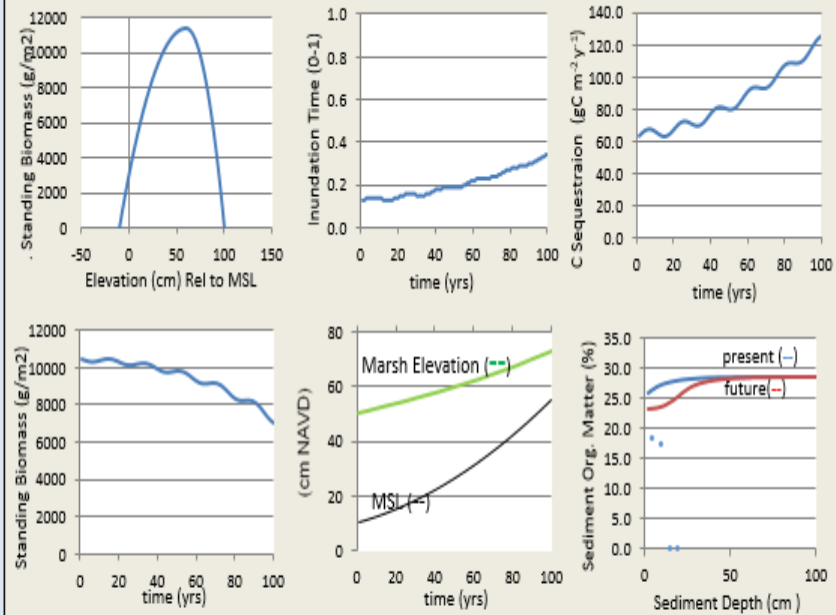 . Standing Biomass (g/m2)
12000
10000
8000
6000
4000
2000
0
-50 0 50 100 150
Elevation (cm) Rel to MSL
Inundation Time (0-1)
1.0
0.8
0.6
0.4
0.2
0.0
0 20 40 60 80 100
time (yrs)
C Sequestraion (gC m⁻² y⁻¹)
140.0
120.0
100.0
80.0
60.0
40.0
20.0
0.0
0 20 40 60 80 100
time (yrs)
Standing Biomass (g/m2)
12000
10000
8000
6000
4000
2000
0
0 20 40 60 80 100
time (yrs)
(cm NAVD)
80
60
40
20
0
Marsh Elevation (--)
MSL (--)
0 20 40 60 80 100
time (yrs)
Sediment Org. Matter (%)
35.0
30.0
25.0
20.0
15.0
10.0
5.0
0.0
present (--)
future(--)
0 50 100
Sediment Depth (cm )